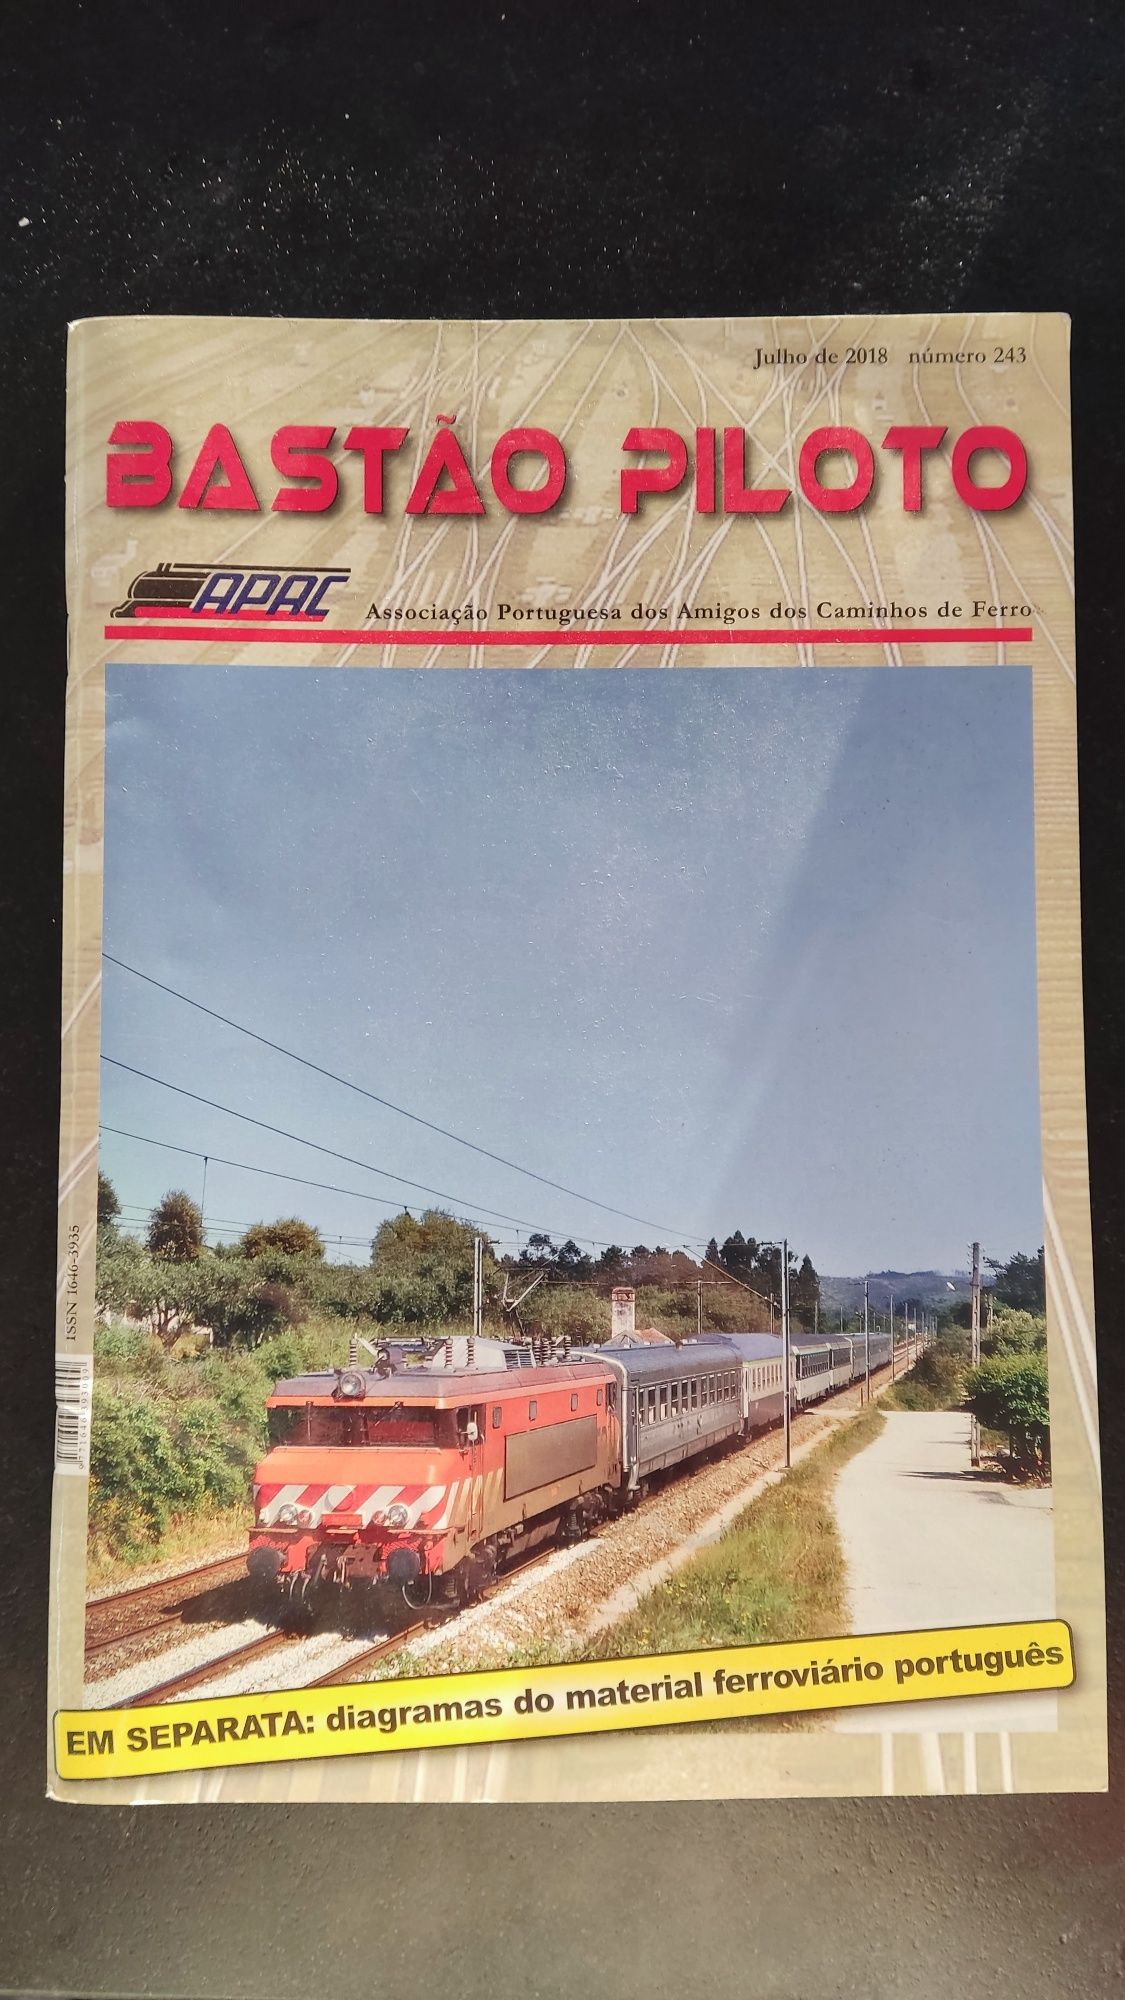 Julho de 2018 número 243
BASTÃO PILOTO
APAC
Associação Portuguesa dos Amigos dos Caminhos de Ferro
ISSN 1646-3935
EM SEPARATA: diagramas do material ferroviário português